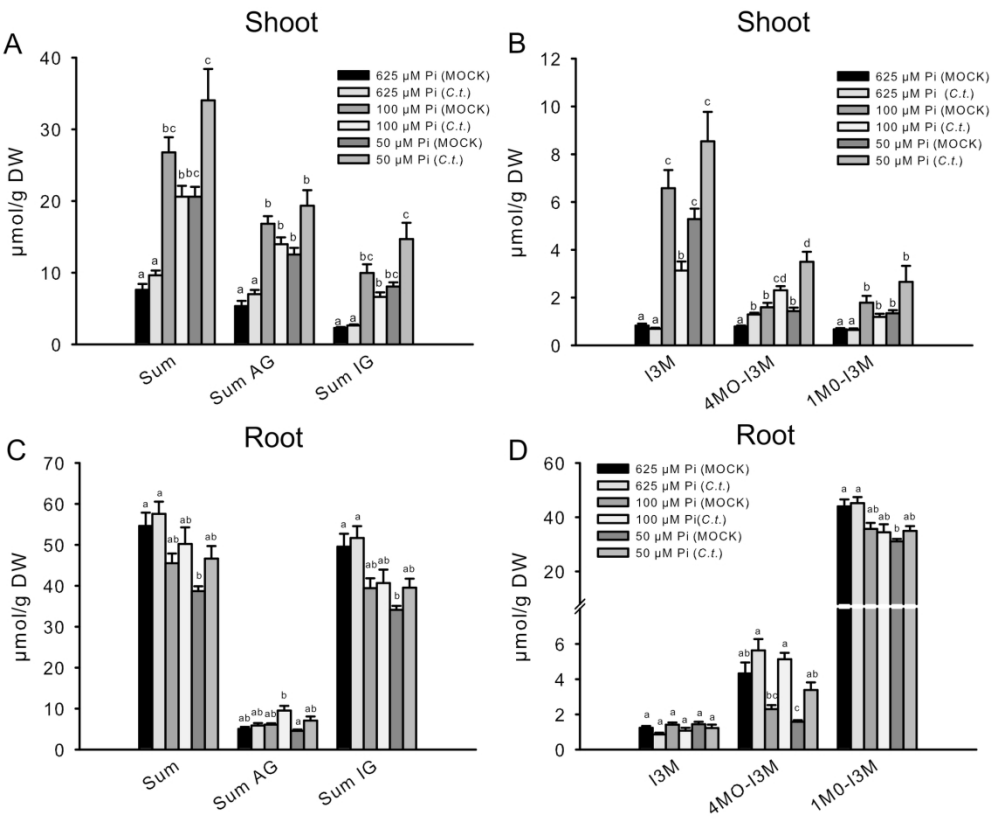 Shoot
A
40
30
20
10
0
µmol/g DW
625 µM Pi (MOCK)
625 µM Pi (C.t.)
100 µM Pi (MOCK)
100 µM Pi (C.t.)
50 µM Pi (MOCK)
50 µM Pi (C.t.)
a a bc b bc c
a a b b b b
a a bc b bc c
Sum
Sum AG
Sum IG
Shoot
B
12
10
8
6
4
2
0
µmol/g DW
625 µM Pi (MOCK)
625 µM Pi (C.t.)
100 µM Pi (MOCK)
100 µM Pi (C.t.)
50 µM Pi (MOCK)
50 µM Pi (C.t.)
a a c b c c
a b b cd b d
a a b b b b
I3M
4MO-I3M
1M0-I3M
Root
C
70
60
50
40
30
20
10
0
µmol/g DW
a a ab ab b ab
ab ab ab b a ab
a a ab ab b ab
Sum
Sum AG
Sum IG
Root
D
60
40
20
6
4
2
0
µmol/g DW
625 µM Pi (MOCK)
625 µM Pi (C.t.)
100 µM Pi (MOCK)
100 µM Pi(C.t.)
50 µM Pi (MOCK)
50 µM Pi (C.t.)
a a a a a a
ab a bc a c ab
a a ab ab b ab
I3M
4MO-I3M
1M0-I3M